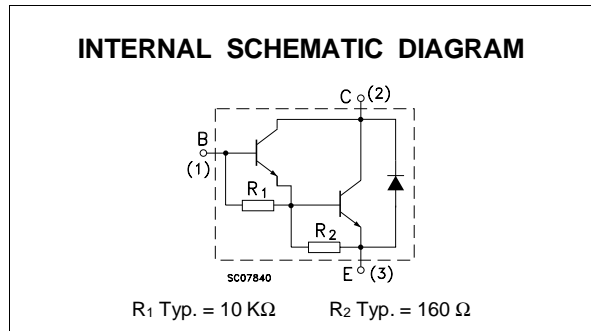 INTERNAL SCHEMATIC DIAGRAM
C (2)
B
(1)
R1
R2
SC07840
E (3)
R1 Typ. = 10 KΩ R2 Typ. = 160 Ω